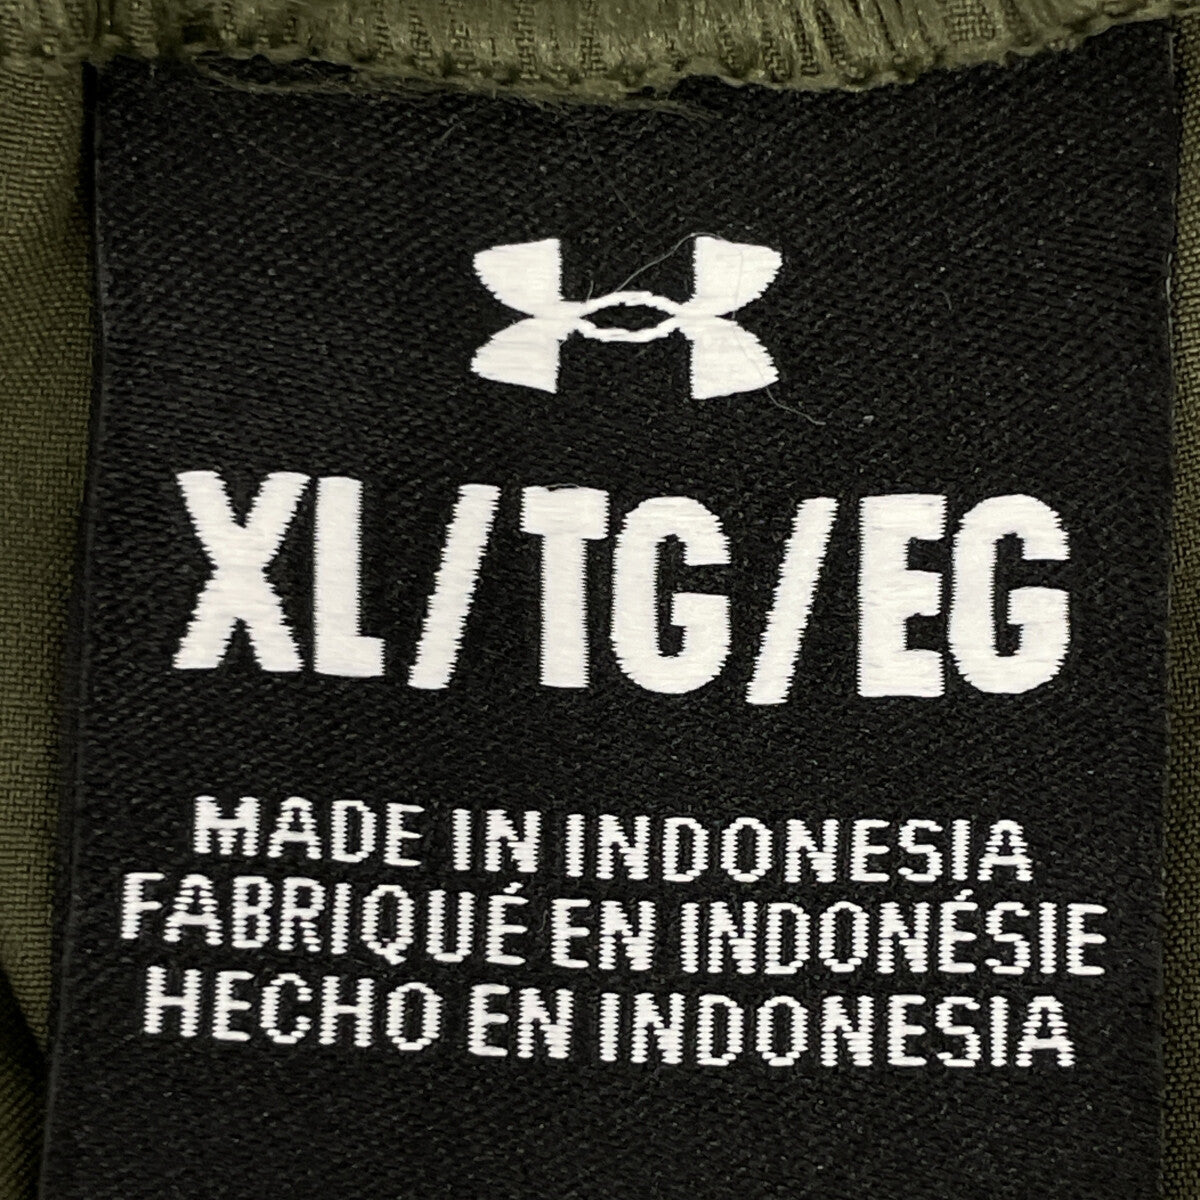 XL/TG/EG
MADE IN INDONESIA
FABRIQUÉ EN INDONÉSIE
HECHO EN INDONESIA